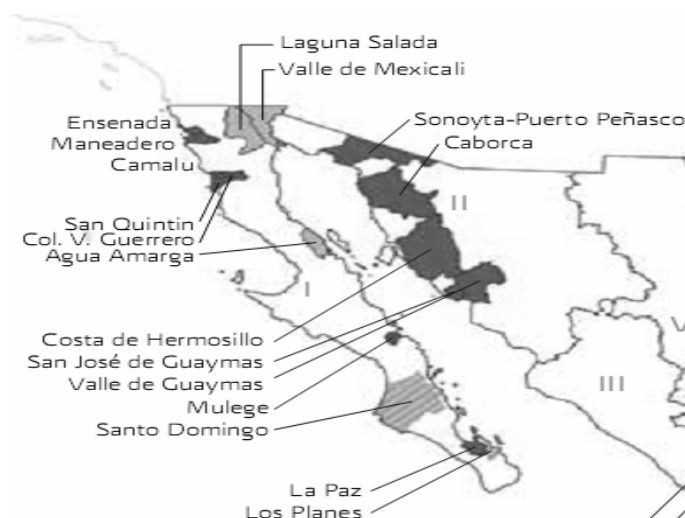 Laguna Salada
Valle de Mexicali
Ensenada
Maneadero
Camalu
Sonoyta-Puerto Peñasco
Caborca
II
San Quintin
Col. V. Guerrero
Agua Amarga
I
Costa de Hermosillo
San José de Guaymas
Valle de Guaymas
Mulege
Santo Domingo
III
La Paz
Los Planes